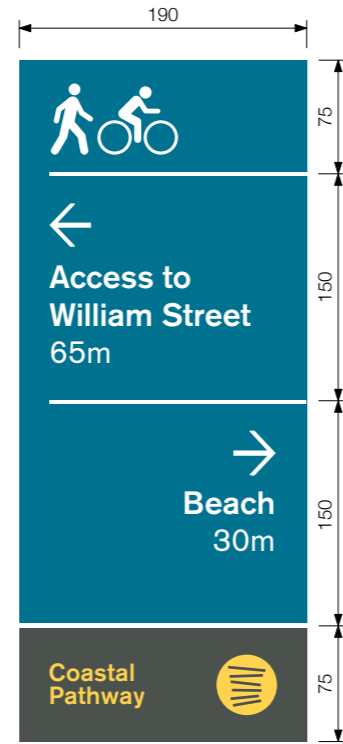 190
75
Access to
William Street
65m
150
Beach
30m
150
Coastal
Pathway
75